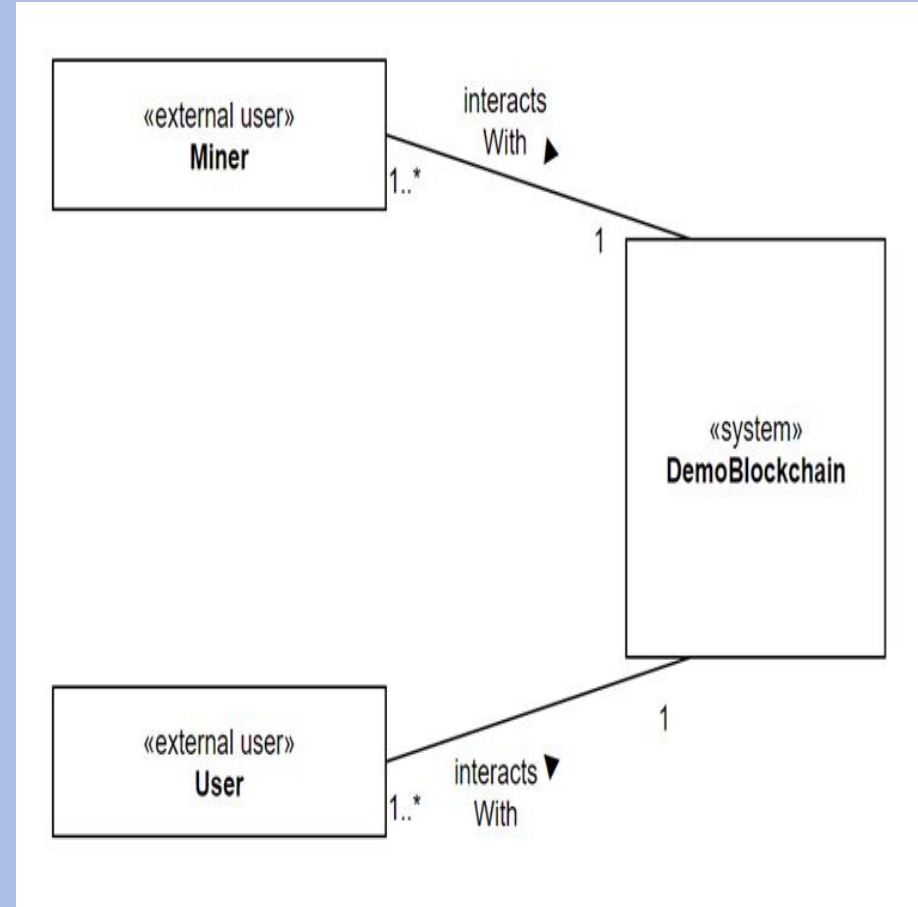 «external user»
Miner
interacts
With
1..*
1
«system»
DemoBlockchain
«external user»
User
1..*
interacts
With
1